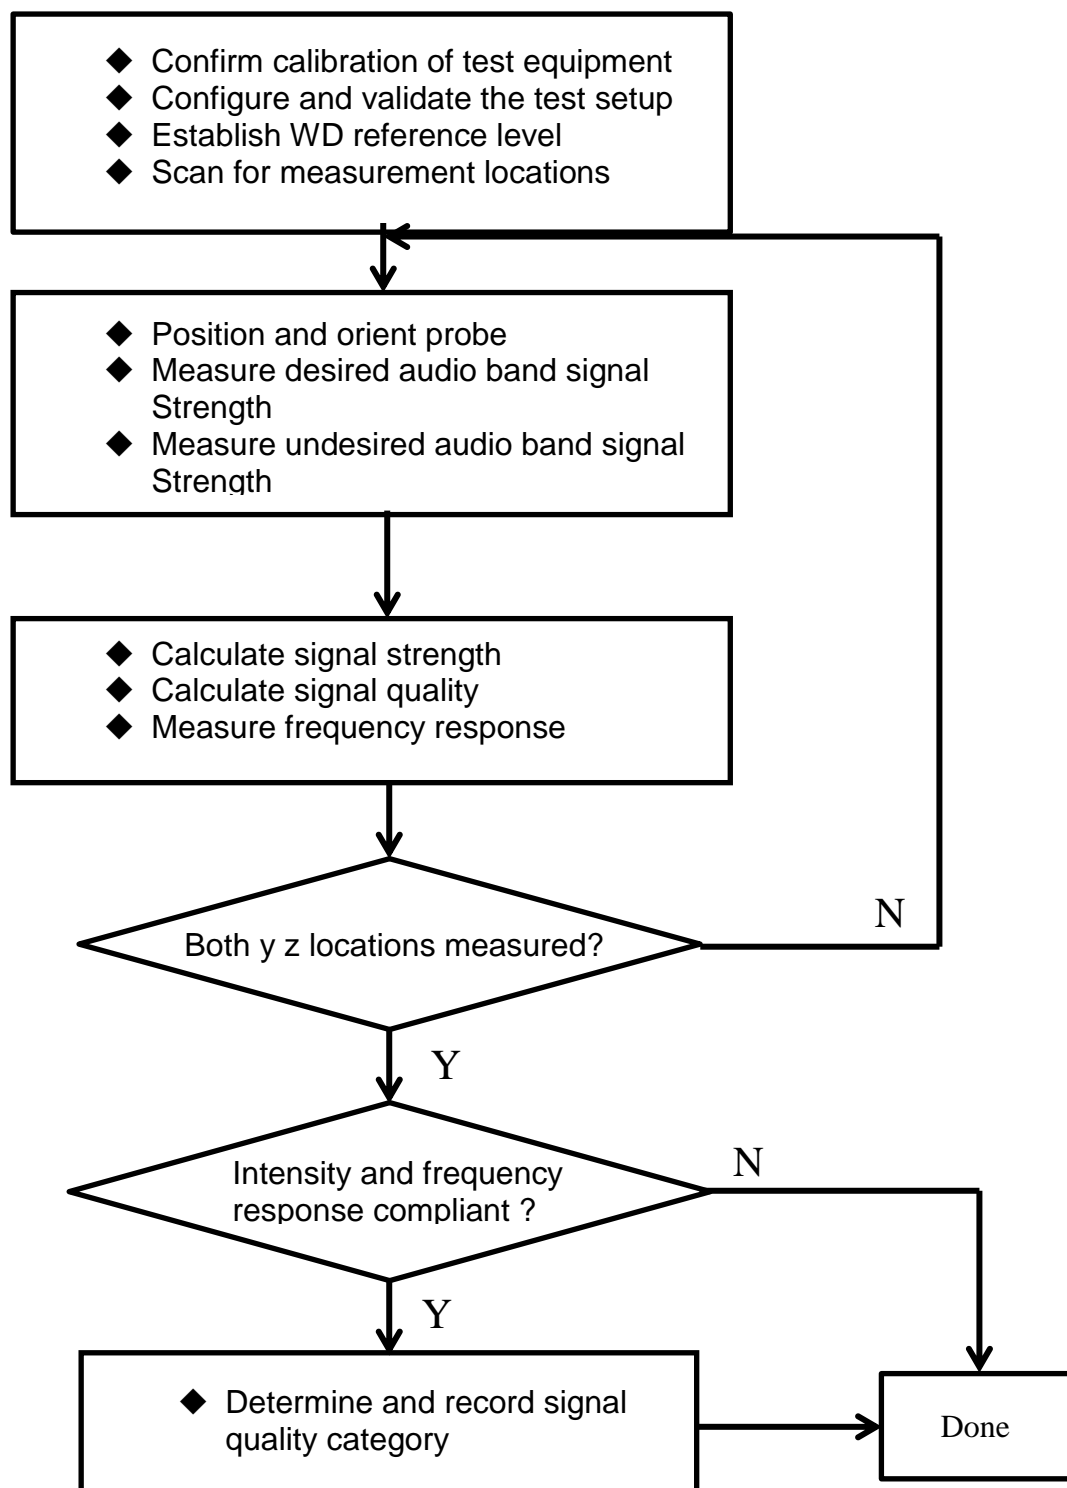 ◆ Confirm calibration of test equipment
◆ Configure and validate the test setup
◆ Establish WD reference level
◆ Scan for measurement locations
◆ Position and orient probe
◆ Measure desired audio band signal
Strength
◆ Measure undesired audio band signal
Strength
◆ Calculate signal strength
◆ Calculate signal quality
◆ Measure frequency response
Both y z locations measured?
N
Y
Intensity and frequency
response compliant ?
N
Y
◆ Determine and record signal
quality category
Done